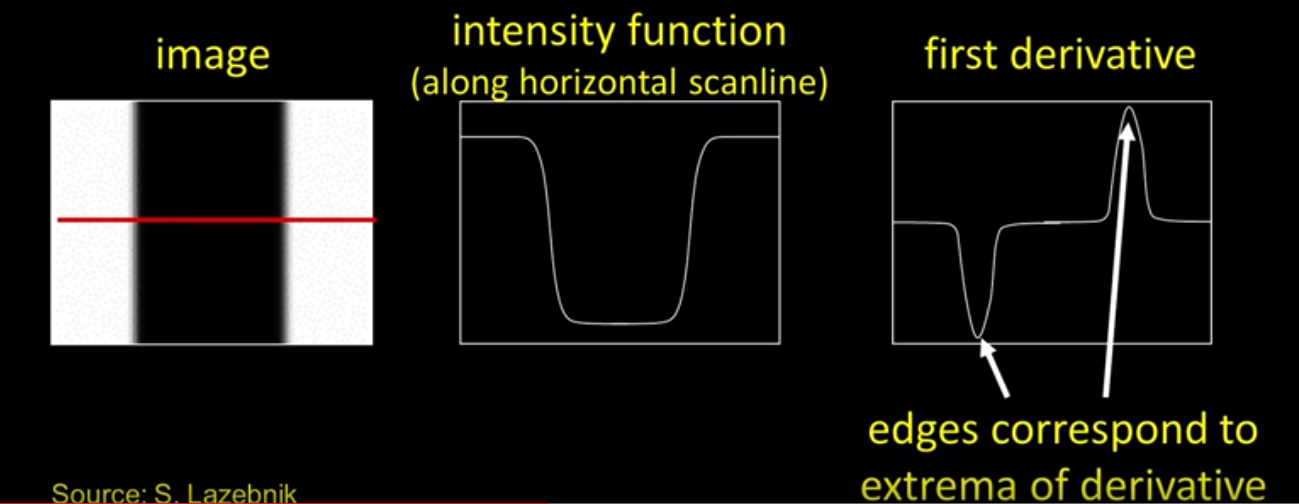 image
intensity function
(along horizontal scanline)
first derivative
edges correspond to
extrema of derivative
Source: S. Lazebnik